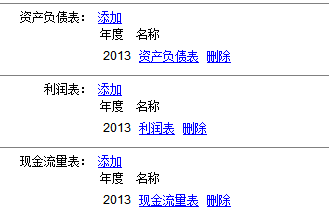 资产负债表： 添加
年度 名称
2013 资产负债表 删除
利润表： 添加
年度 名称
2013 利润表 删除
现金流量表： 添加
年度 名称
2013 现金流量表 删除